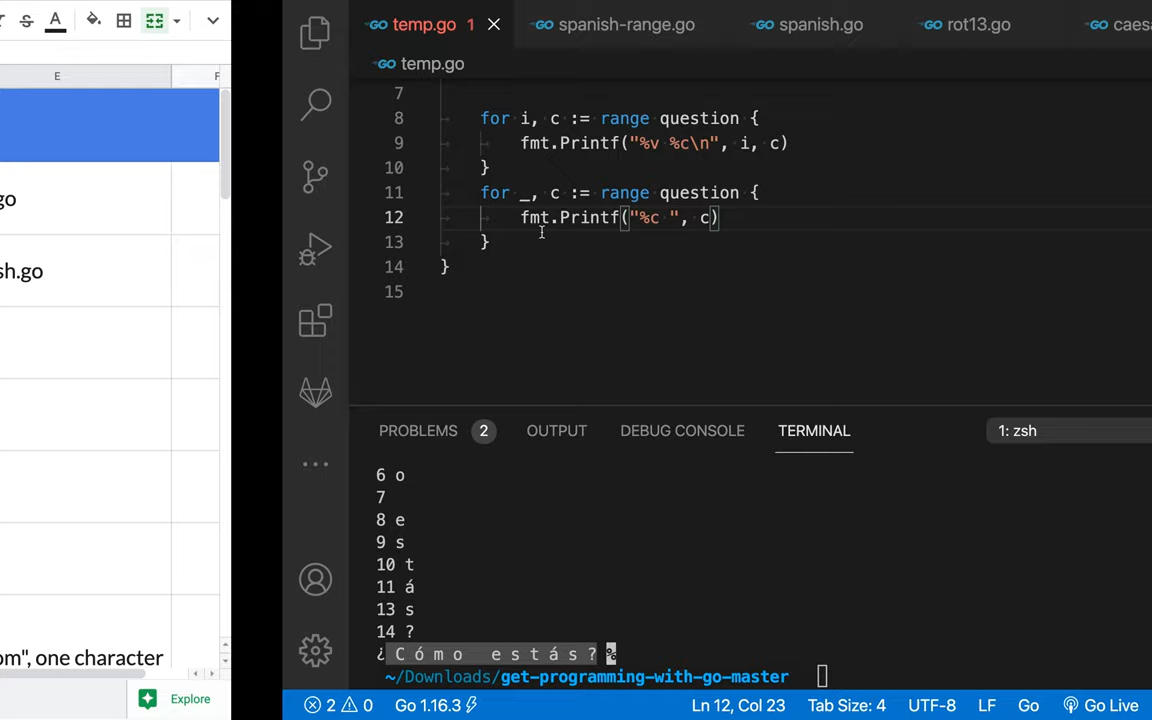 E
F
go
sh.go
om", one character
Explore
temp.go 1
spanish-range.go
spanish.go
rot13.go
caesa
temp.go
7
8 for i, c := range question {
9 fmt.Printf("%v %c\n", i, c)
10 }
11 for _, c := range question {
12 fmt.Printf("%c ", c)
13 }
14 }
15
PROBLEMS 2 OUTPUT DEBUG CONSOLE TERMINAL 1: zsh
6 o
7
8 e
9 s
10 t
11 á
13 s
14 ?
¿ C ó m o   e s t á s ? %
~/Downloads/get-programming-with-go-master
2 0 Go 1.16.3 Ln 12, Col 23 Tab Size: 4 UTF-8 LF Go Go Live